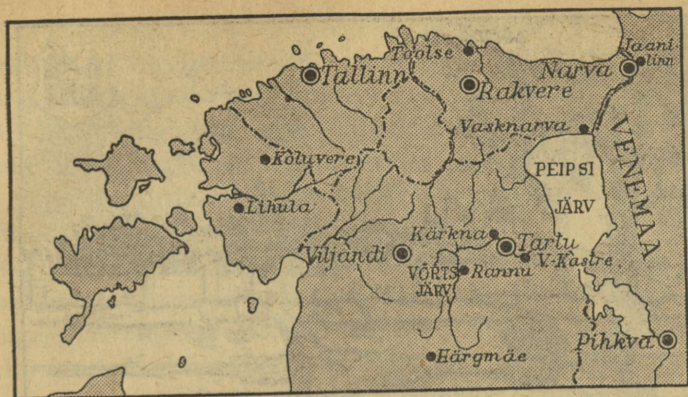 Toolse
Jaani-
linn
Tallinn
Narva
Rakvere
Vasknarva
VENEMAA
Kõluvere
PEIPSI
JÄRV
Lihula
Kärkna
Tartu
Viljandi
V.-Kastre.
VÕRTS
JÄRV
Rannu
Pihkva
Härgmäe